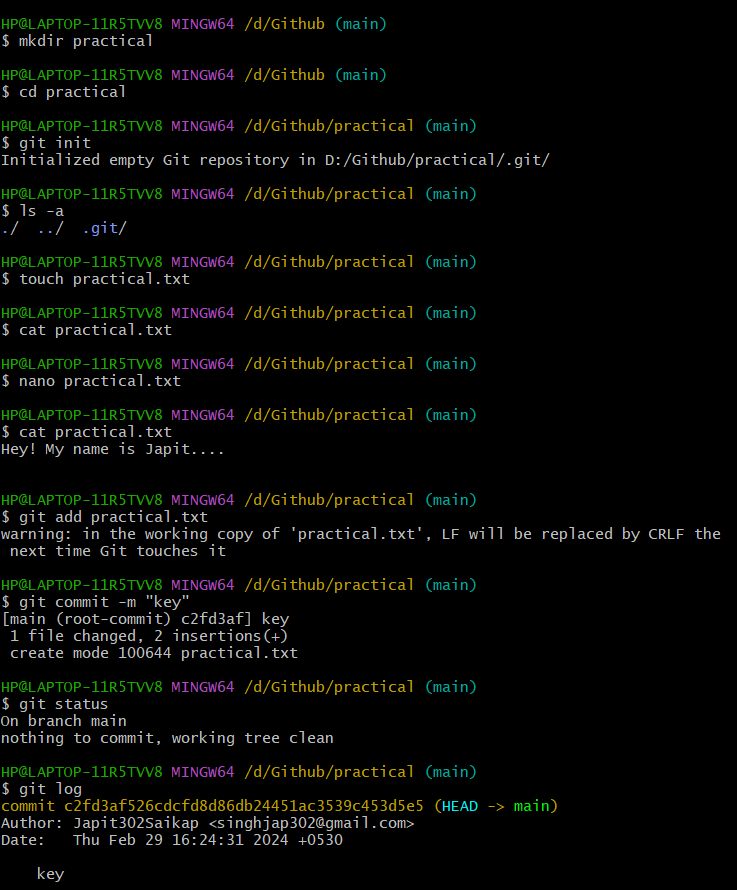 HP@LAPTOP-11R5TVV8 MINGW64 /d/Github (main)
$ mkdir practical
HP@LAPTOP-11R5TVV8 MINGW64 /d/Github (main)
$ cd practical
HP@LAPTOP-11R5TVV8 MINGW64 /d/Github/practical (main)
$ git init
Initialized empty Git repository in D:/Github/practical/.git/
HP@LAPTOP-11R5TVV8 MINGW64 /d/Github/practical (main)
$ ls -a
./  ../  .git/
HP@LAPTOP-11R5TVV8 MINGW64 /d/Github/practical (main)
$ touch practical.txt
HP@LAPTOP-11R5TVV8 MINGW64 /d/Github/practical (main)
$ cat practical.txt
HP@LAPTOP-11R5TVV8 MINGW64 /d/Github/practical (main)
$ nano practical.txt
HP@LAPTOP-11R5TVV8 MINGW64 /d/Github/practical (main)
$ cat practical.txt
Hey! My name is Japit....
HP@LAPTOP-11R5TVV8 MINGW64 /d/Github/practical (main)
$ git add practical.txt
warning: in the working copy of 'practical.txt', LF will be replaced by CRLF the
 next time Git touches it
HP@LAPTOP-11R5TVV8 MINGW64 /d/Github/practical (main)
$ git commit -m "key"
[main (root-commit) c2fd3af] key
 1 file changed, 2 insertions(+)
 create mode 100644 practical.txt
HP@LAPTOP-11R5TVV8 MINGW64 /d/Github/practical (main)
$ git status
On branch main
nothing to commit, working tree clean
HP@LAPTOP-11R5TVV8 MINGW64 /d/Github/practical (main)
$ git log
commit c2fd3af526cdcfd8d86db24451ac3539c453d5e5 (HEAD -> main)
Author: Japit302Saikap <singhjap302@gmail.com>
Date:   Thu Feb 29 16:24:31 2024 +0530
    key